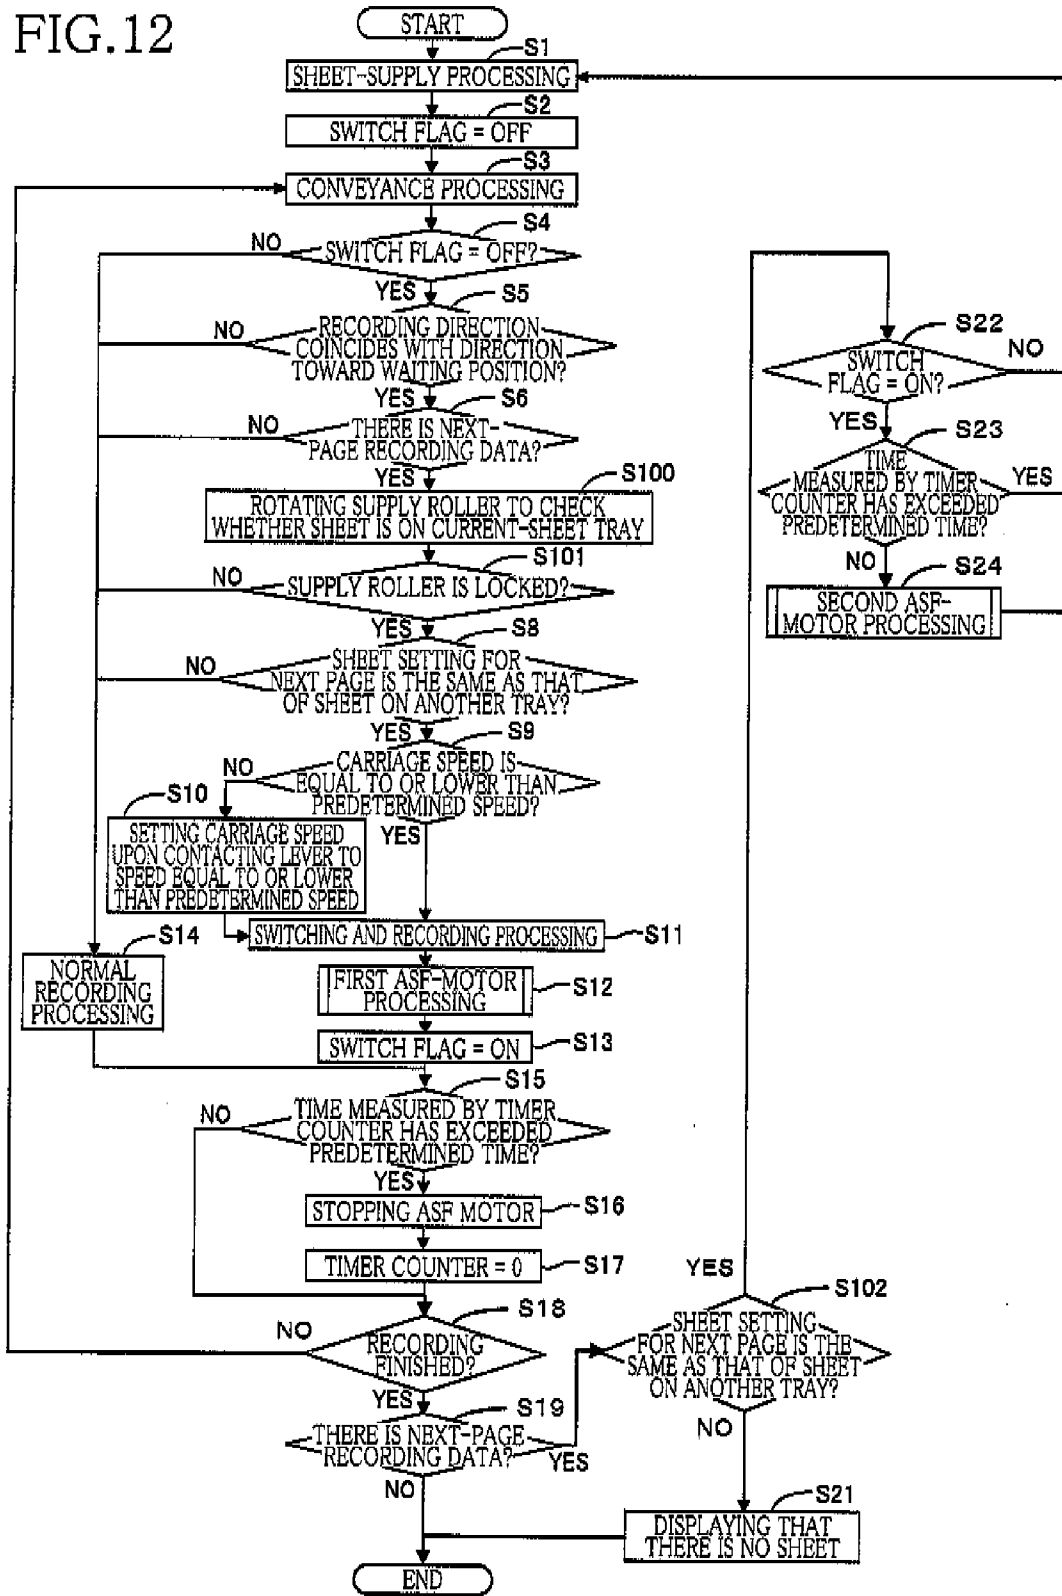 FIG.12
START
S1
SHEET-SUPPLY PROCESSING
S2
SWITCH FLAG = OFF
S3
CONVEYANCE PROCESSING
S4
SWITCH FLAG = OFF?
NO
YES
S5
RECORDING DIRECTION
COINCIDES WITH DIRECTION
TOWARD WAITING POSITION?
NO
YES
S6
THERE IS NEXT-
PAGE RECORDING DATA?
NO
YES
S100
ROTATING SUPPLY ROLLER TO CHECK
WHETHER SHEET IS ON CURRENT-SHEET TRAY
S101
SUPPLY ROLLER IS LOCKED?
NO
YES
S8
SHEET SETTING FOR
NEXT PAGE IS THE SAME AS THAT
OF SHEET ON ANOTHER TRAY?
NO
YES
S9
CARRIAGE SPEED IS
EQUAL TO OR LOWER THAN
PREDETERMINED SPEED?
NO
YES
S10
SETTING CARRIAGE SPEED
UPON CONTACTING LEVER TO
SPEED EQUAL TO OR LOWER
THAN PREDETERMINED SPEED
SWITCHING AND RECORDING PROCESSING
S11
S14
NORMAL
RECORDING
PROCESSING
FIRST ASF-MOTOR
PROCESSING
S12
SWITCH FLAG = ON
S13
S15
TIME MEASURED BY TIMER
COUNTER HAS EXCEEDED
PREDETERMINED TIME?
NO
YES
STOPPING ASF MOTOR
S16
TIMER COUNTER = 0
S17
S18
RECORDING
FINISHED?
NO
YES
S19
THERE IS NEXT-PAGE
RECORDING DATA?
YES
NO
END
S22
SWITCH
FLAG = ON?
NO
YES
S23
TIME
MEASURED BY TIMER
COUNTER HAS EXCEEDED
PREDETERMINED TIME?
YES
NO
S24
SECOND ASF-
MOTOR PROCESSING
YES
S102
SHEET SETTING
FOR NEXT PAGE IS THE
SAME AS THAT OF SHEET
ON ANOTHER TRAY?
NO
S21
DISPLAYING THAT
THERE IS NO SHEET